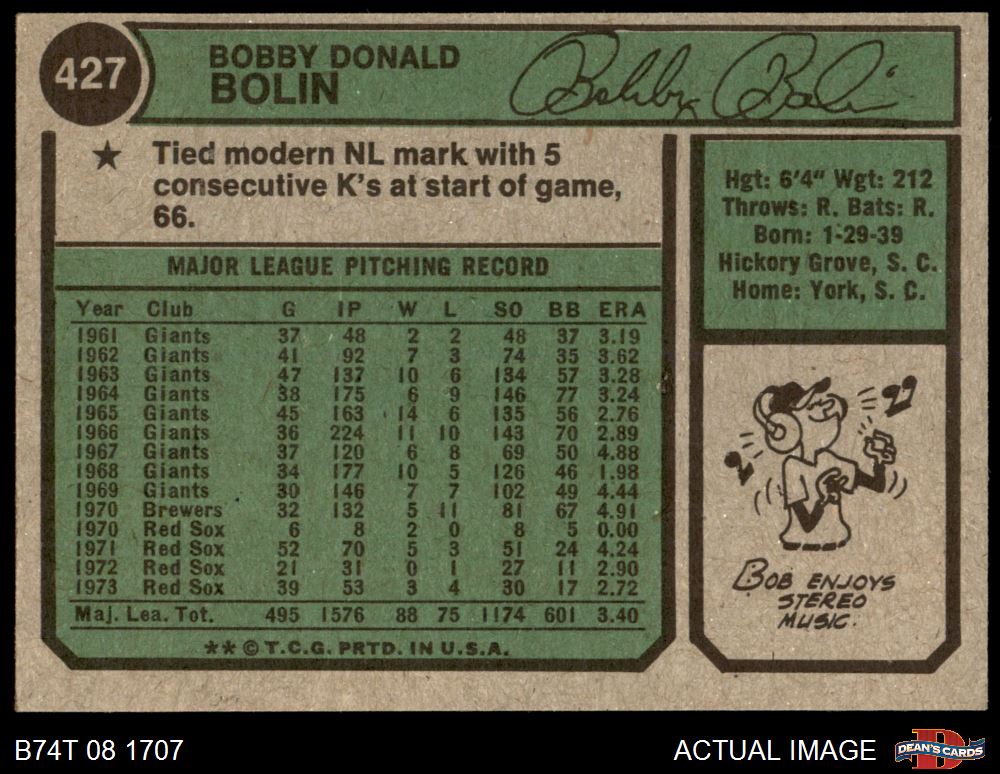 427
BOBBY DONALD
BOLIN
Bobby Bolin
★ Tied modern NL mark with 5
consecutive K's at start of game,
66.
MAJOR LEAGUE PITCHING RECORD
Year Club G IP W L SO BB ERA
1961 Giants 37 48 2 2 48 37 3.19
1962 Giants 41 92 7 3 74 35 3.62
1963 Giants 47 137 10 6 134 57 3.28
1964 Giants 38 175 6 9 146 77 3.24
1965 Giants 45 163 14 6 135 56 2.76
1966 Giants 36 224 11 10 143 70 2.89
1967 Giants 37 120 6 8 69 50 4.88
1968 Giants 34 177 10 5 126 46 1.98
1969 Giants 30 146 7 7 102 49 4.44
1970 Brewers 32 132 5 11 81 67 4.91
1970 Red Sox 6 8 2 0 8 5 0.00
1971 Red Sox 52 70 5 3 51 24 4.24
1972 Red Sox 21 31 0 1 27 11 2.90
1973 Red Sox 39 53 3 4 30 17 2.72
Maj. Lea. Tot. 495 1576 88 75 1174 601 3.40
** © T.C.G. PRTD. IN U.S.A.
Hgt: 6'4" Wgt: 212
Throws: R. Bats: R.
Born: 1-29-39
Hickory Grove, S. C.
Home: York, S. C.
BOB ENJOYS
STEREO
MUSIC.
B74T 08 1707
ACTUAL IMAGE
D
DEAN'S CARDS